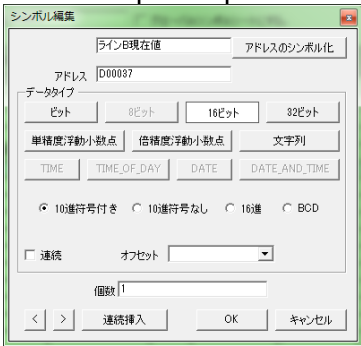 シンボル編集
ラインB現在値 アドレスのシンボル化
アドレス D00037
データタイプ
ビット 8ビット 16ビット 32ビット
単精度浮動小数点 倍精度浮動小数点 文字列
TIME TIME_OF_DAY DATE DATE_AND_TIME
10進符号付き 10進符号なし 16進 BCD
連続 オフセット
個数 1
< > 連続挿入 OK キャンセル